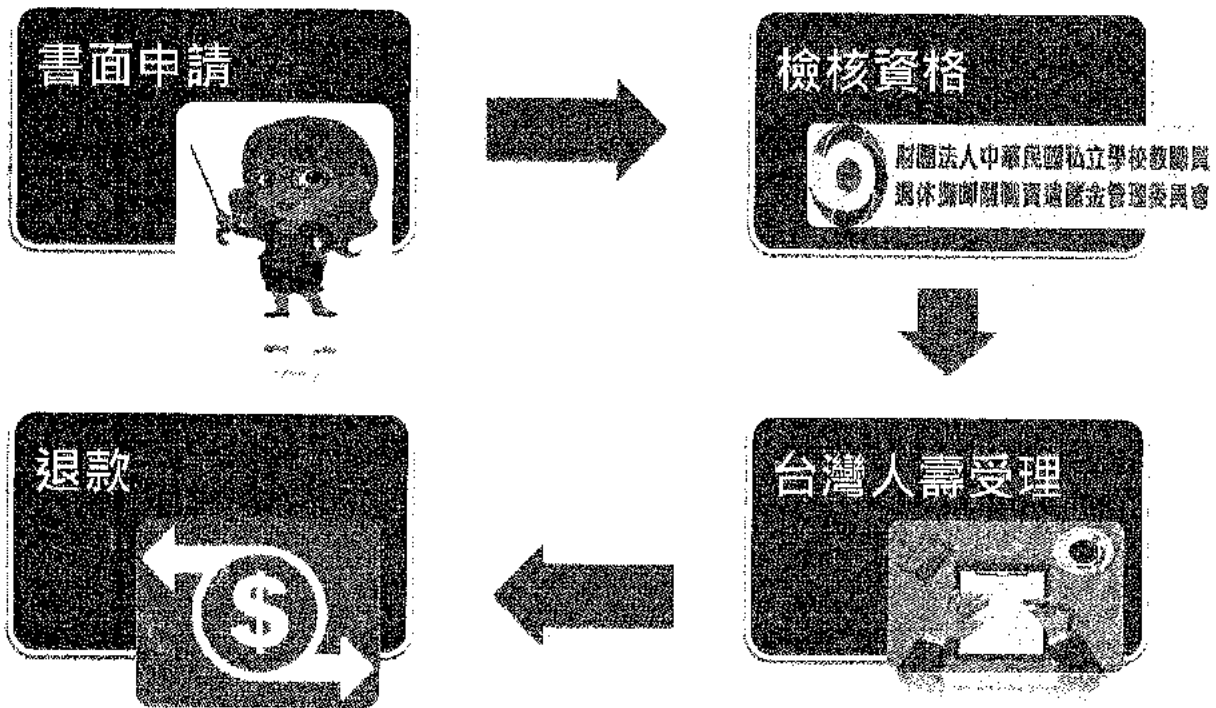 書面申請
檢核資格
財團法人中華民國私立學校教職員
退休撫卹離職資遣儲金管理委員會
台灣人壽受理
退款
$